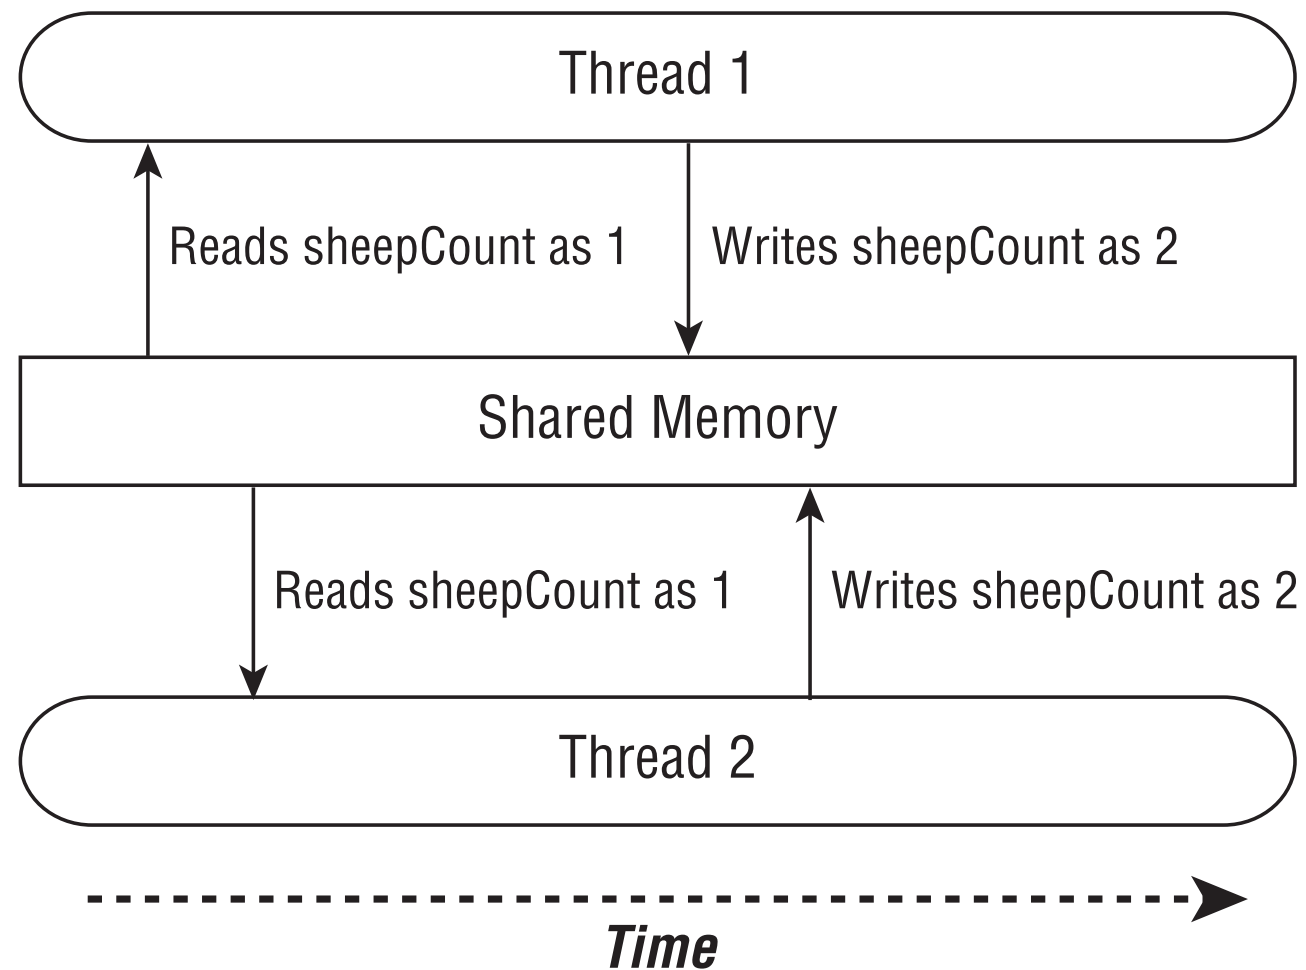 Thread 1
Reads sheepCount as 1
Writes sheepCount as 2
Shared Memory
Reads sheepCount as 1
Writes sheepCount as 2
Thread 2
Time